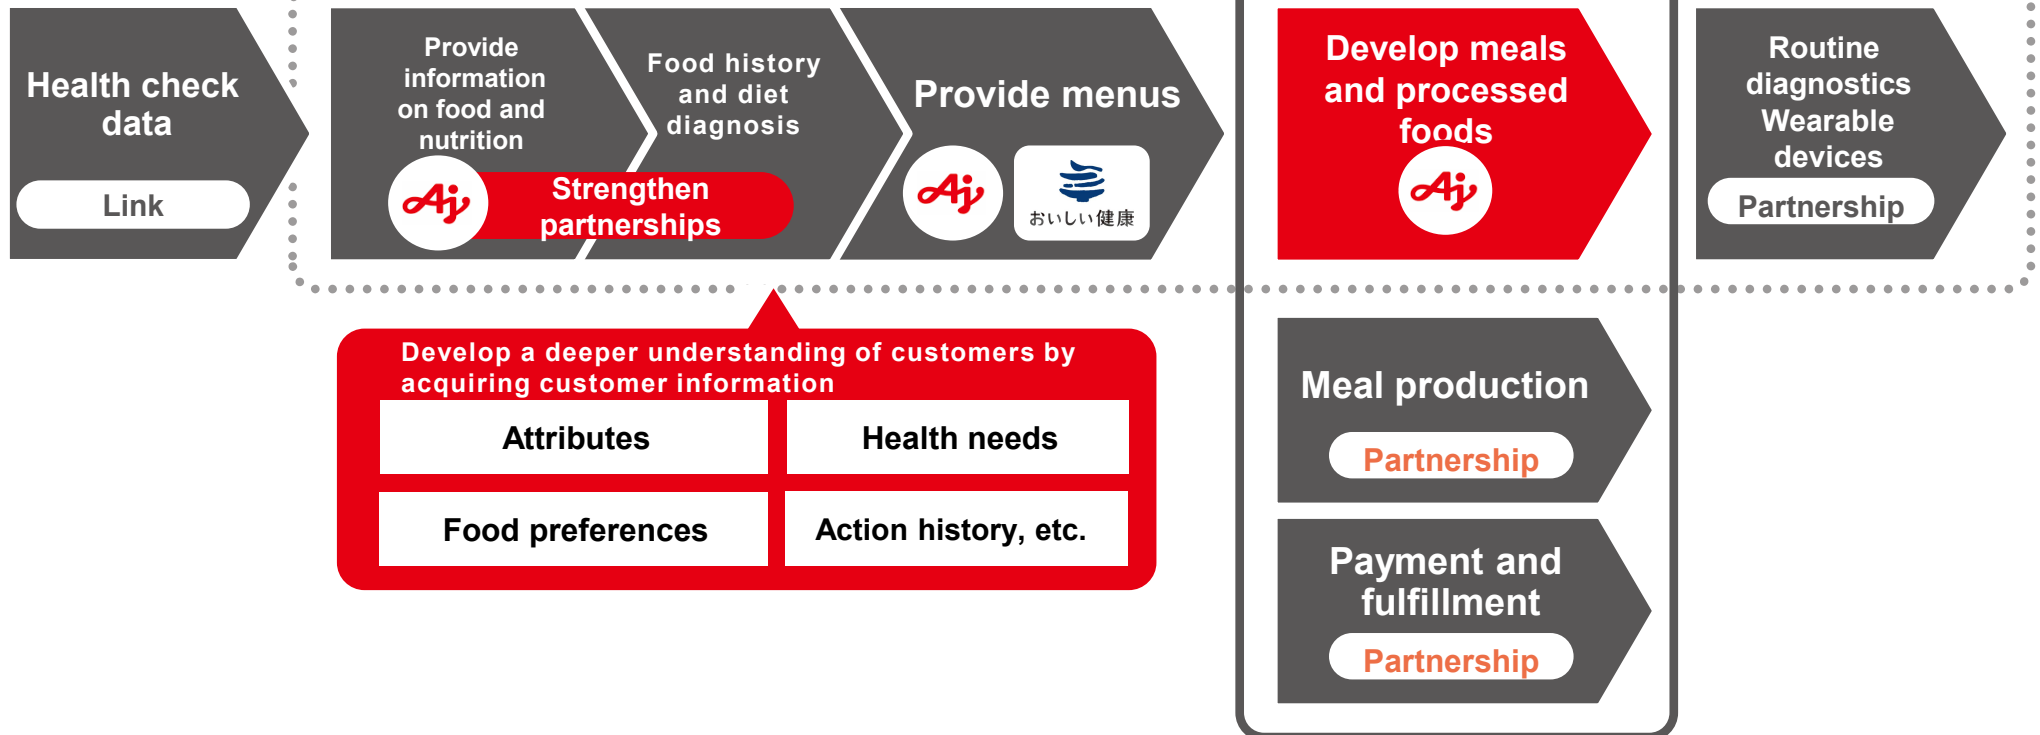 Health check
data
Link
Provide
information
on food and
nutrition
Aj
Strengthen
partnerships
Food history
and diet
diagnosis
Provide menus
Aj
おいしい健康
Develop meals
and processed
foods
Aj
Routine
diagnostics
Wearable
devices
Partnership
Develop a deeper understanding of customers by
acquiring customer information
Attributes
Health needs
Food preferences
Action history, etc.
Meal production
Partnership
Payment and
fulfillment
Partnership